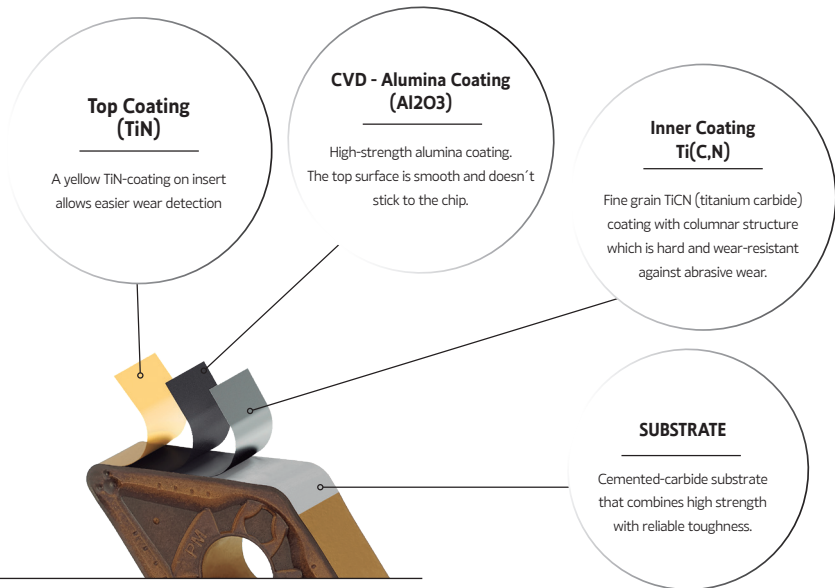 Top Coating
(TiN)
A yellow TiN-coating on insert
allows easier wear detection
CVD - Alumina Coating
(Al2O3)
High-strength alumina coating.
The top surface is smooth and doesn´t
stick to the chip.
Inner Coating
Ti(C,N)
Fine grain TiCN (titanium carbide)
coating with columnar structure
which is hard and wear-resistant
against abrasive wear.
SUBSTRATE
Cemented-carbide substrate
that combines high strength
with reliable toughness.
PM